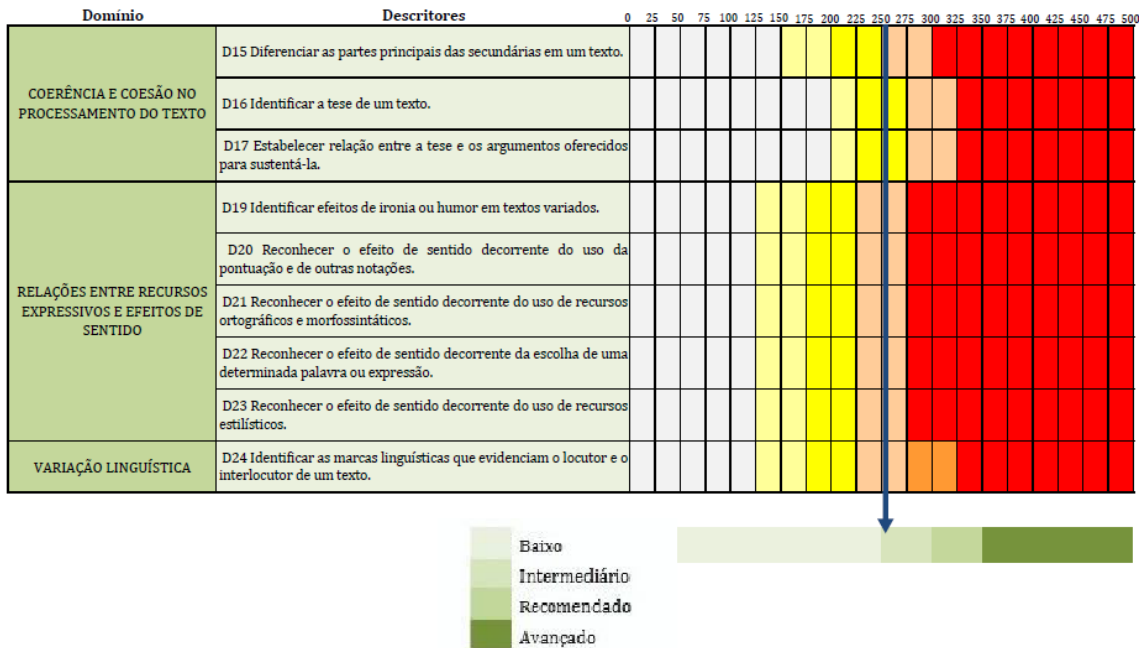 Domínio Descritores 0 25 50 75 100 125 150 175 200 225 250 275 300 325 350 375 400 425 450 475 500
COERÊNCIA E COESÃO NO
PROCESSAMENTO DO TEXTO
D15 Diferenciar as partes principais das secundárias em um texto.
D16 Identificar a tese de um texto.
D17 Estabelecer relação entre a tese e os argumentos oferecidos
para sustentá-la.
RELAÇÕES ENTRE RECURSOS
EXPRESSIVOS E EFEITOS DE
SENTIDO
D19 Identificar efeitos de ironia ou humor em textos variados.
D20 Reconhecer o efeito de sentido decorrente do uso da
pontuação e de outras notações.
D21 Reconhecer o efeito de sentido decorrente do uso de recursos
ortográficos e morfossintáticos.
D22 Reconhecer o efeito de sentido decorrente da escolha de uma
determinada palavra ou expressão.
D23 Reconhecer o efeito de sentido decorrente do uso de recursos
estilísticos.
VARIAÇÃO LINGUÍSTICA
D24 Identificar as marcas linguísticas que evidenciam o locutor e o
interlocutor de um texto.
Baixo
Intermediário
Recomendado
Avançado